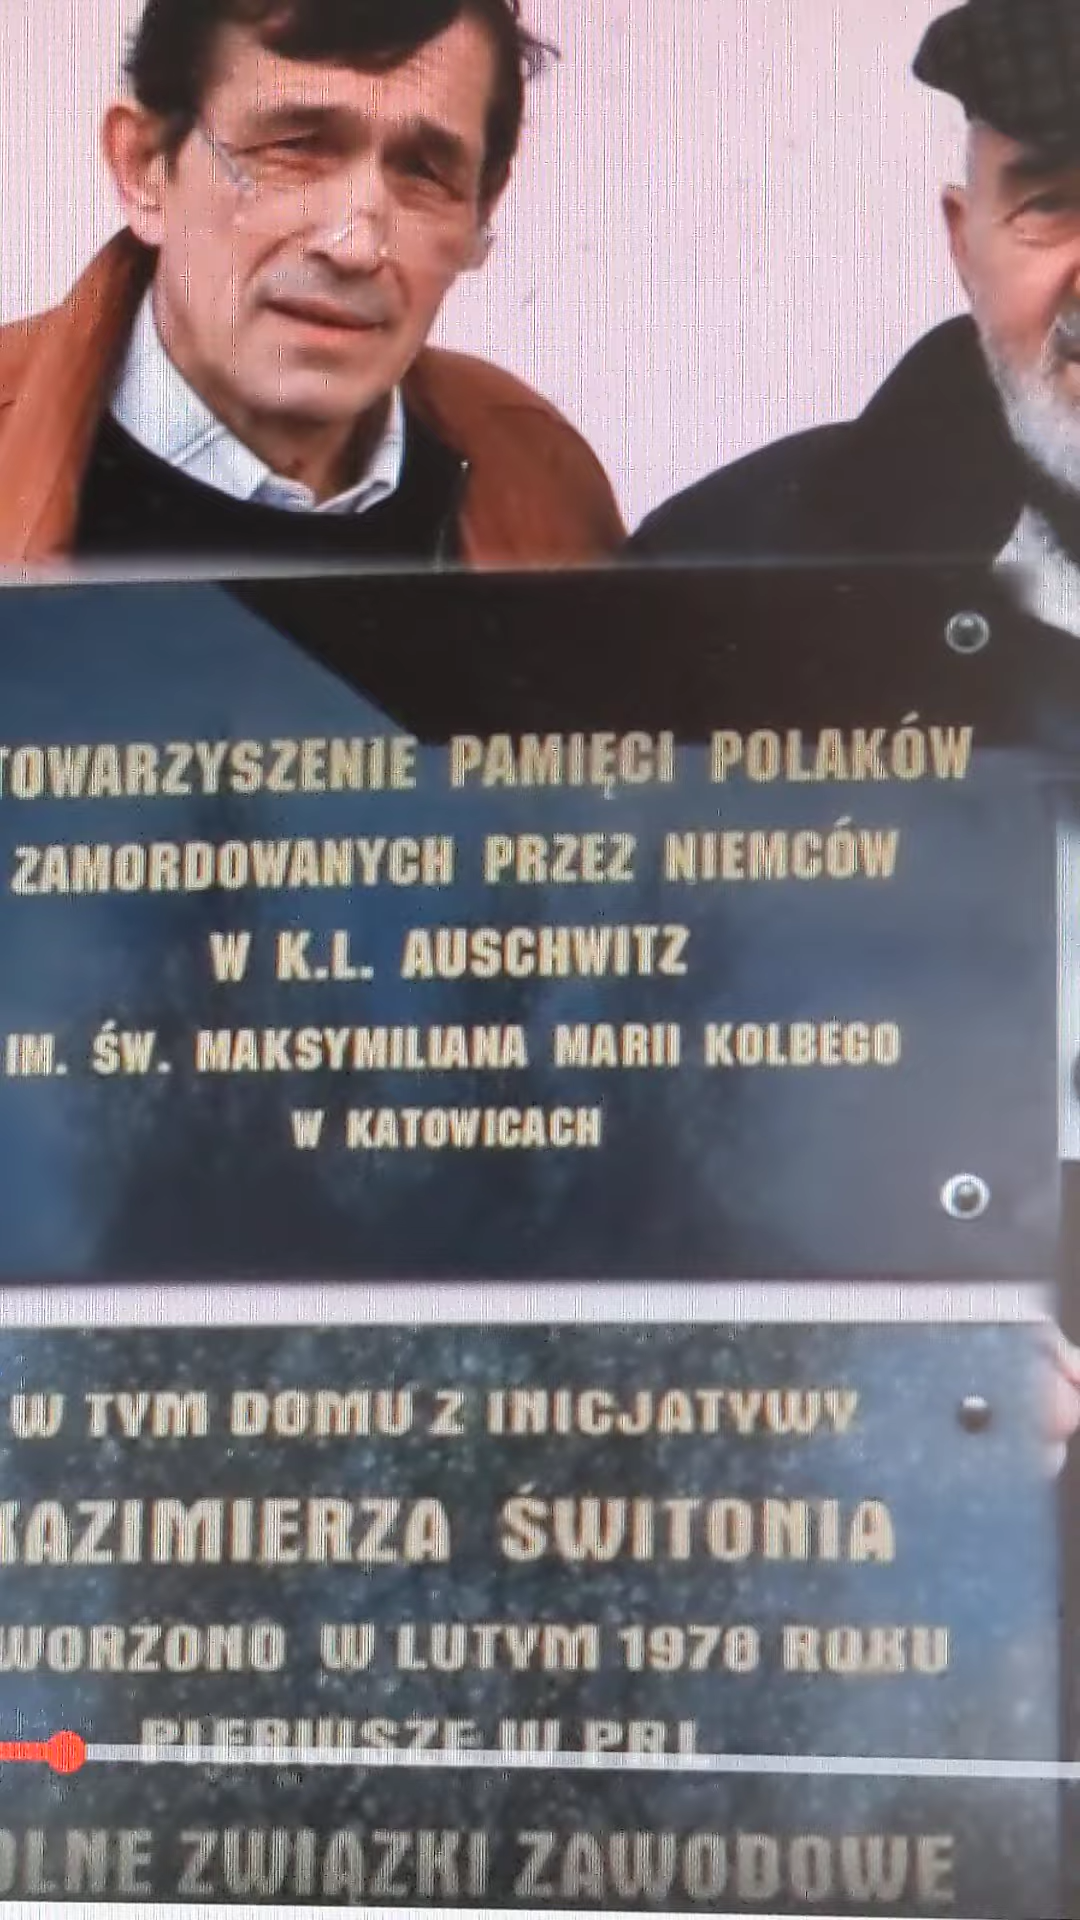 TOWARZYSZENIE PAMIĘCI POLAKÓW
ZAMORDOWANYCH PRZEZ NIEMCÓW
W K.L. AUSCHWITZ
IM. ŚW. MAKSYMILIANA MARII KOLBEGO
W KATOWICACH
W TYM DOMU Z INICJATYWY
KAZIMIERZA ŚWITONIA
WORZONO W LUTYM 1978 ROKU
PIERWSZE W PRL
OLNE ZWIĄZKI ZAWODOWE